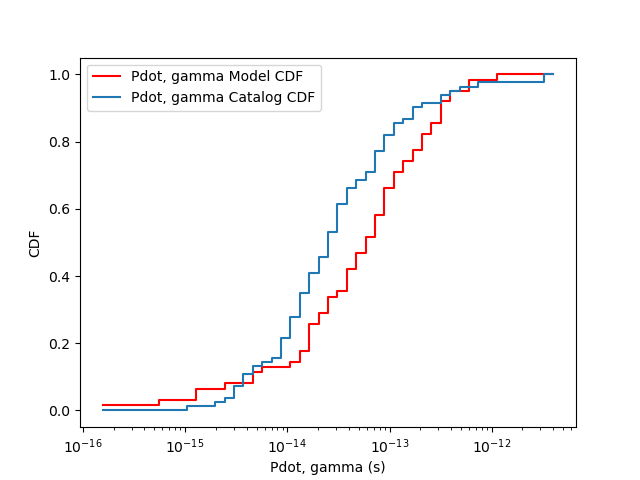 Pdot, gamma Model CDF
Pdot, gamma Catalog CDF
1.0
0.8
0.6
0.4
0.2
0.0
CDF
10⁻¹⁶ 10⁻¹⁵ 10⁻¹⁴ 10⁻¹³ 10⁻¹²
Pdot, gamma (s)